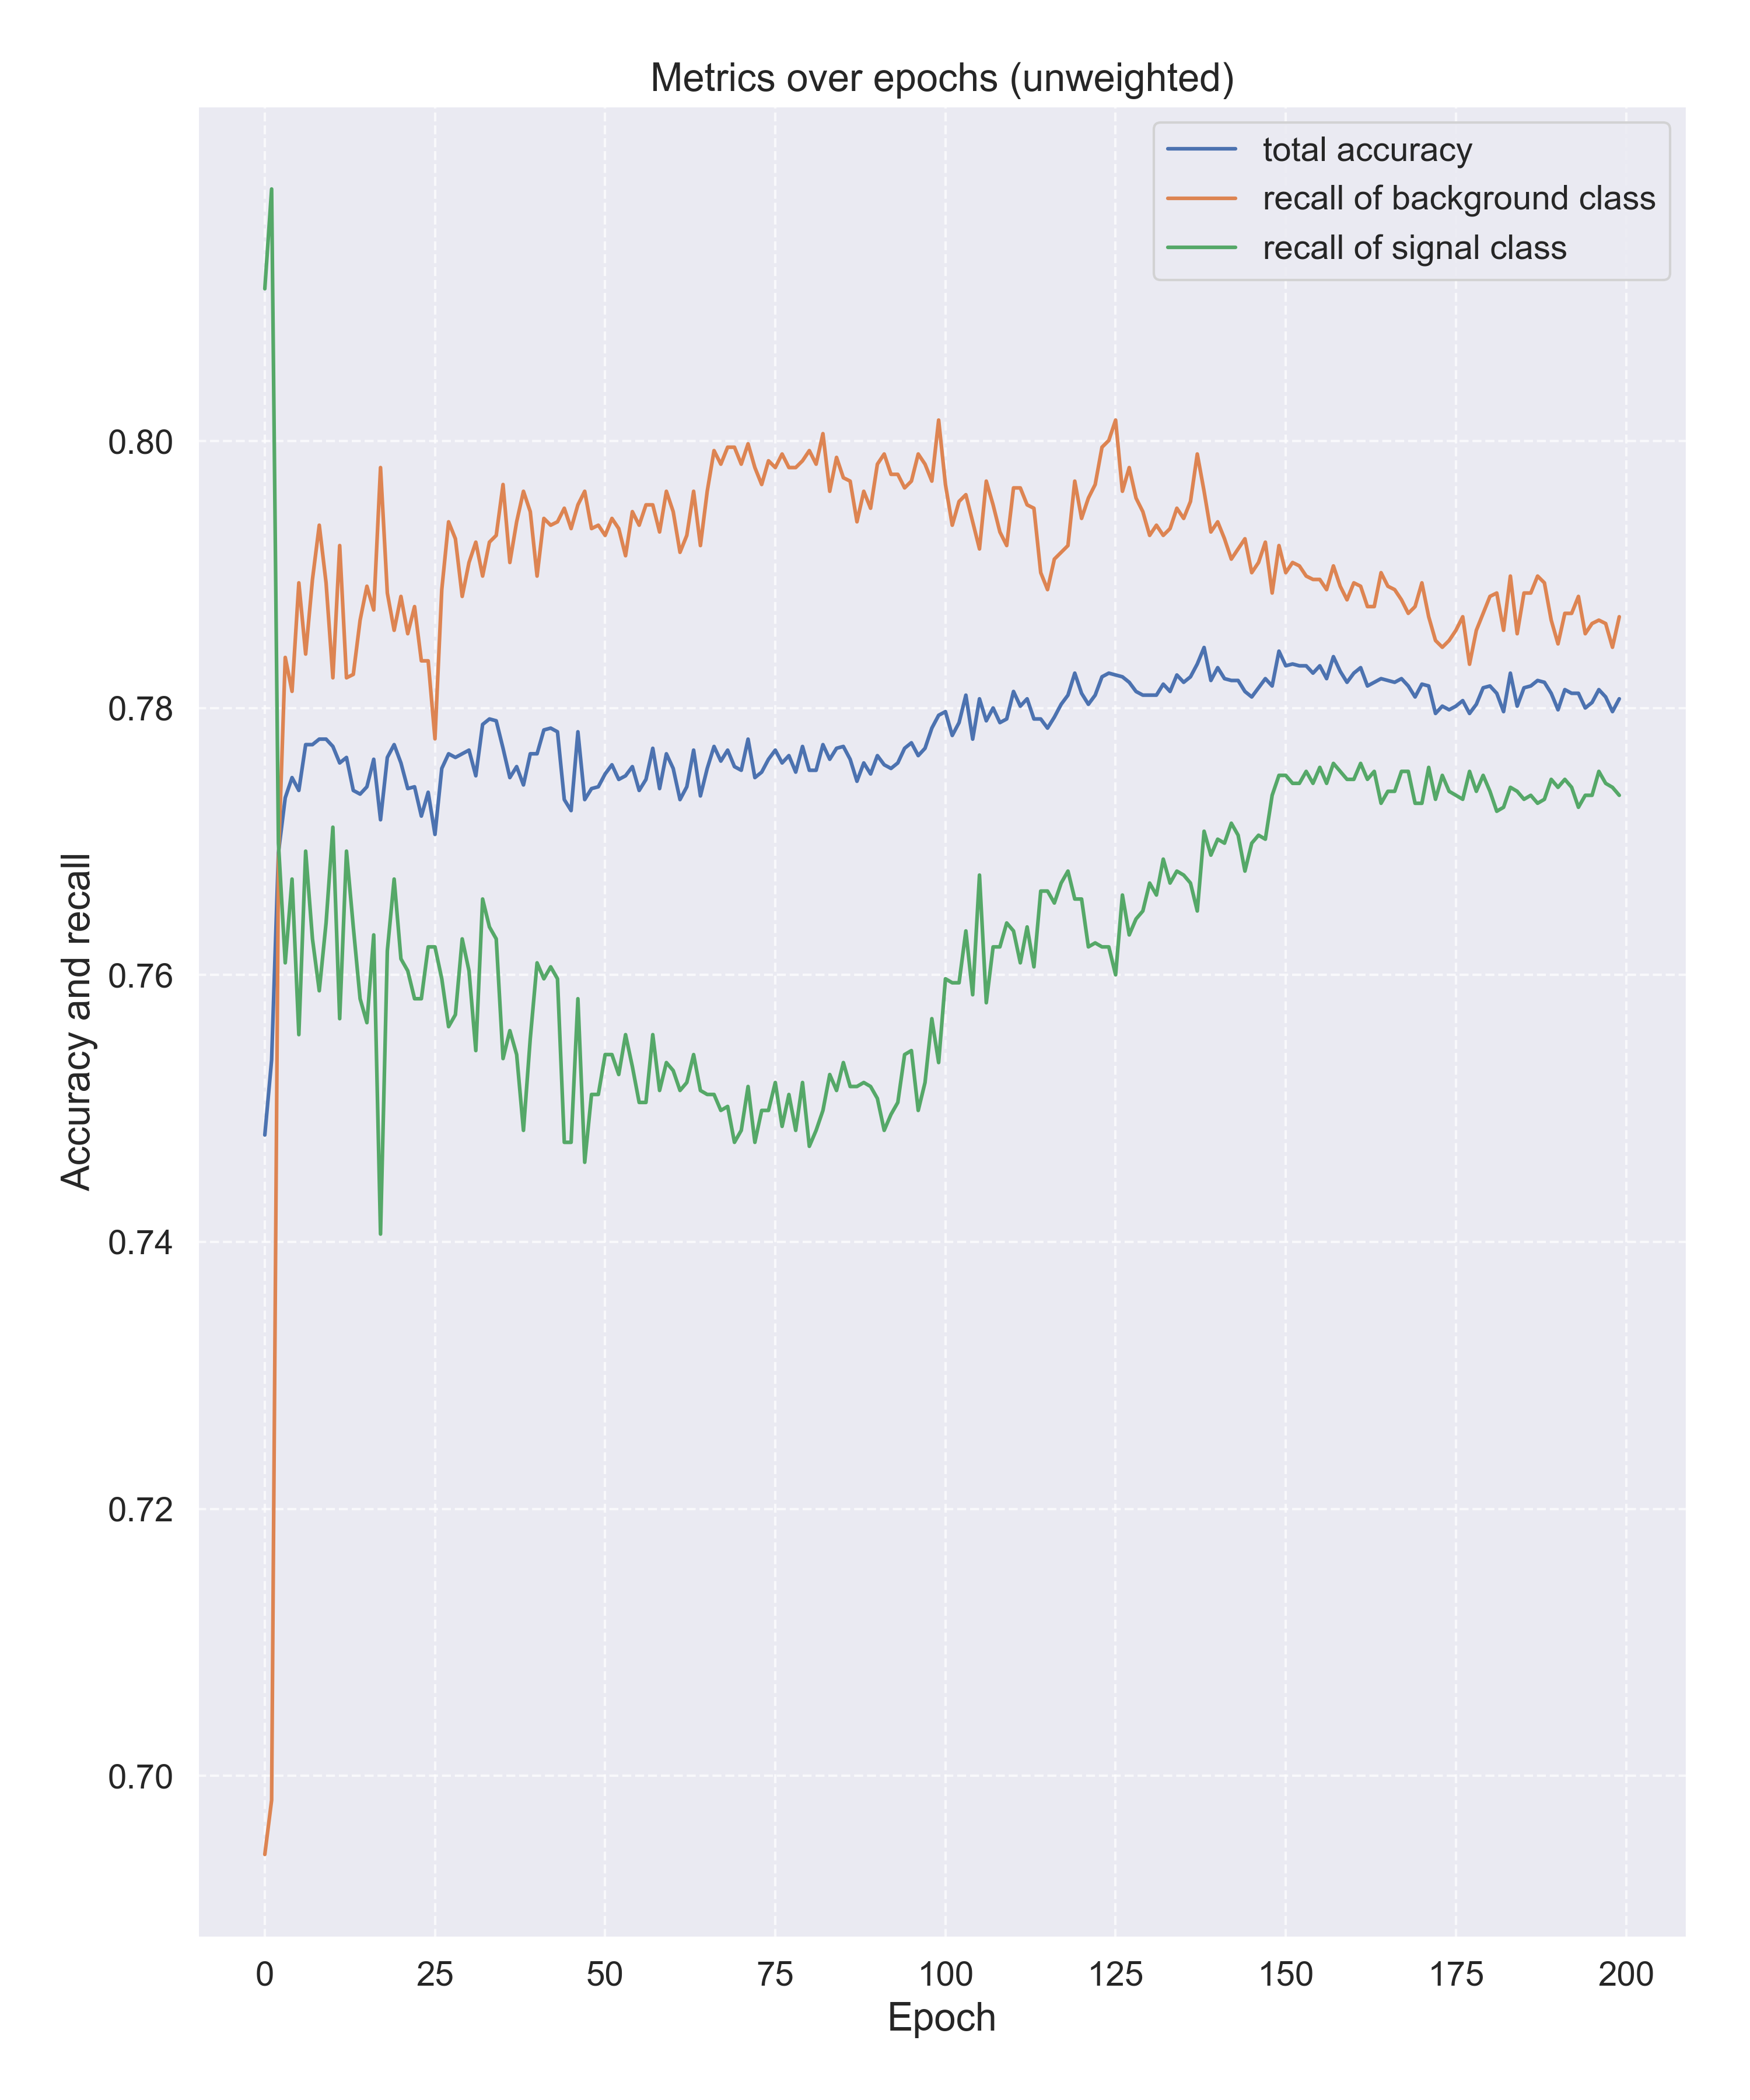 Metrics over epochs (unweighted)
total accuracy
recall of background class
recall of signal class
Accuracy and recall
0.80
0.78
0.76
0.74
0.72
0.70
0 25 50 75 100 125 150 175 200
Epoch